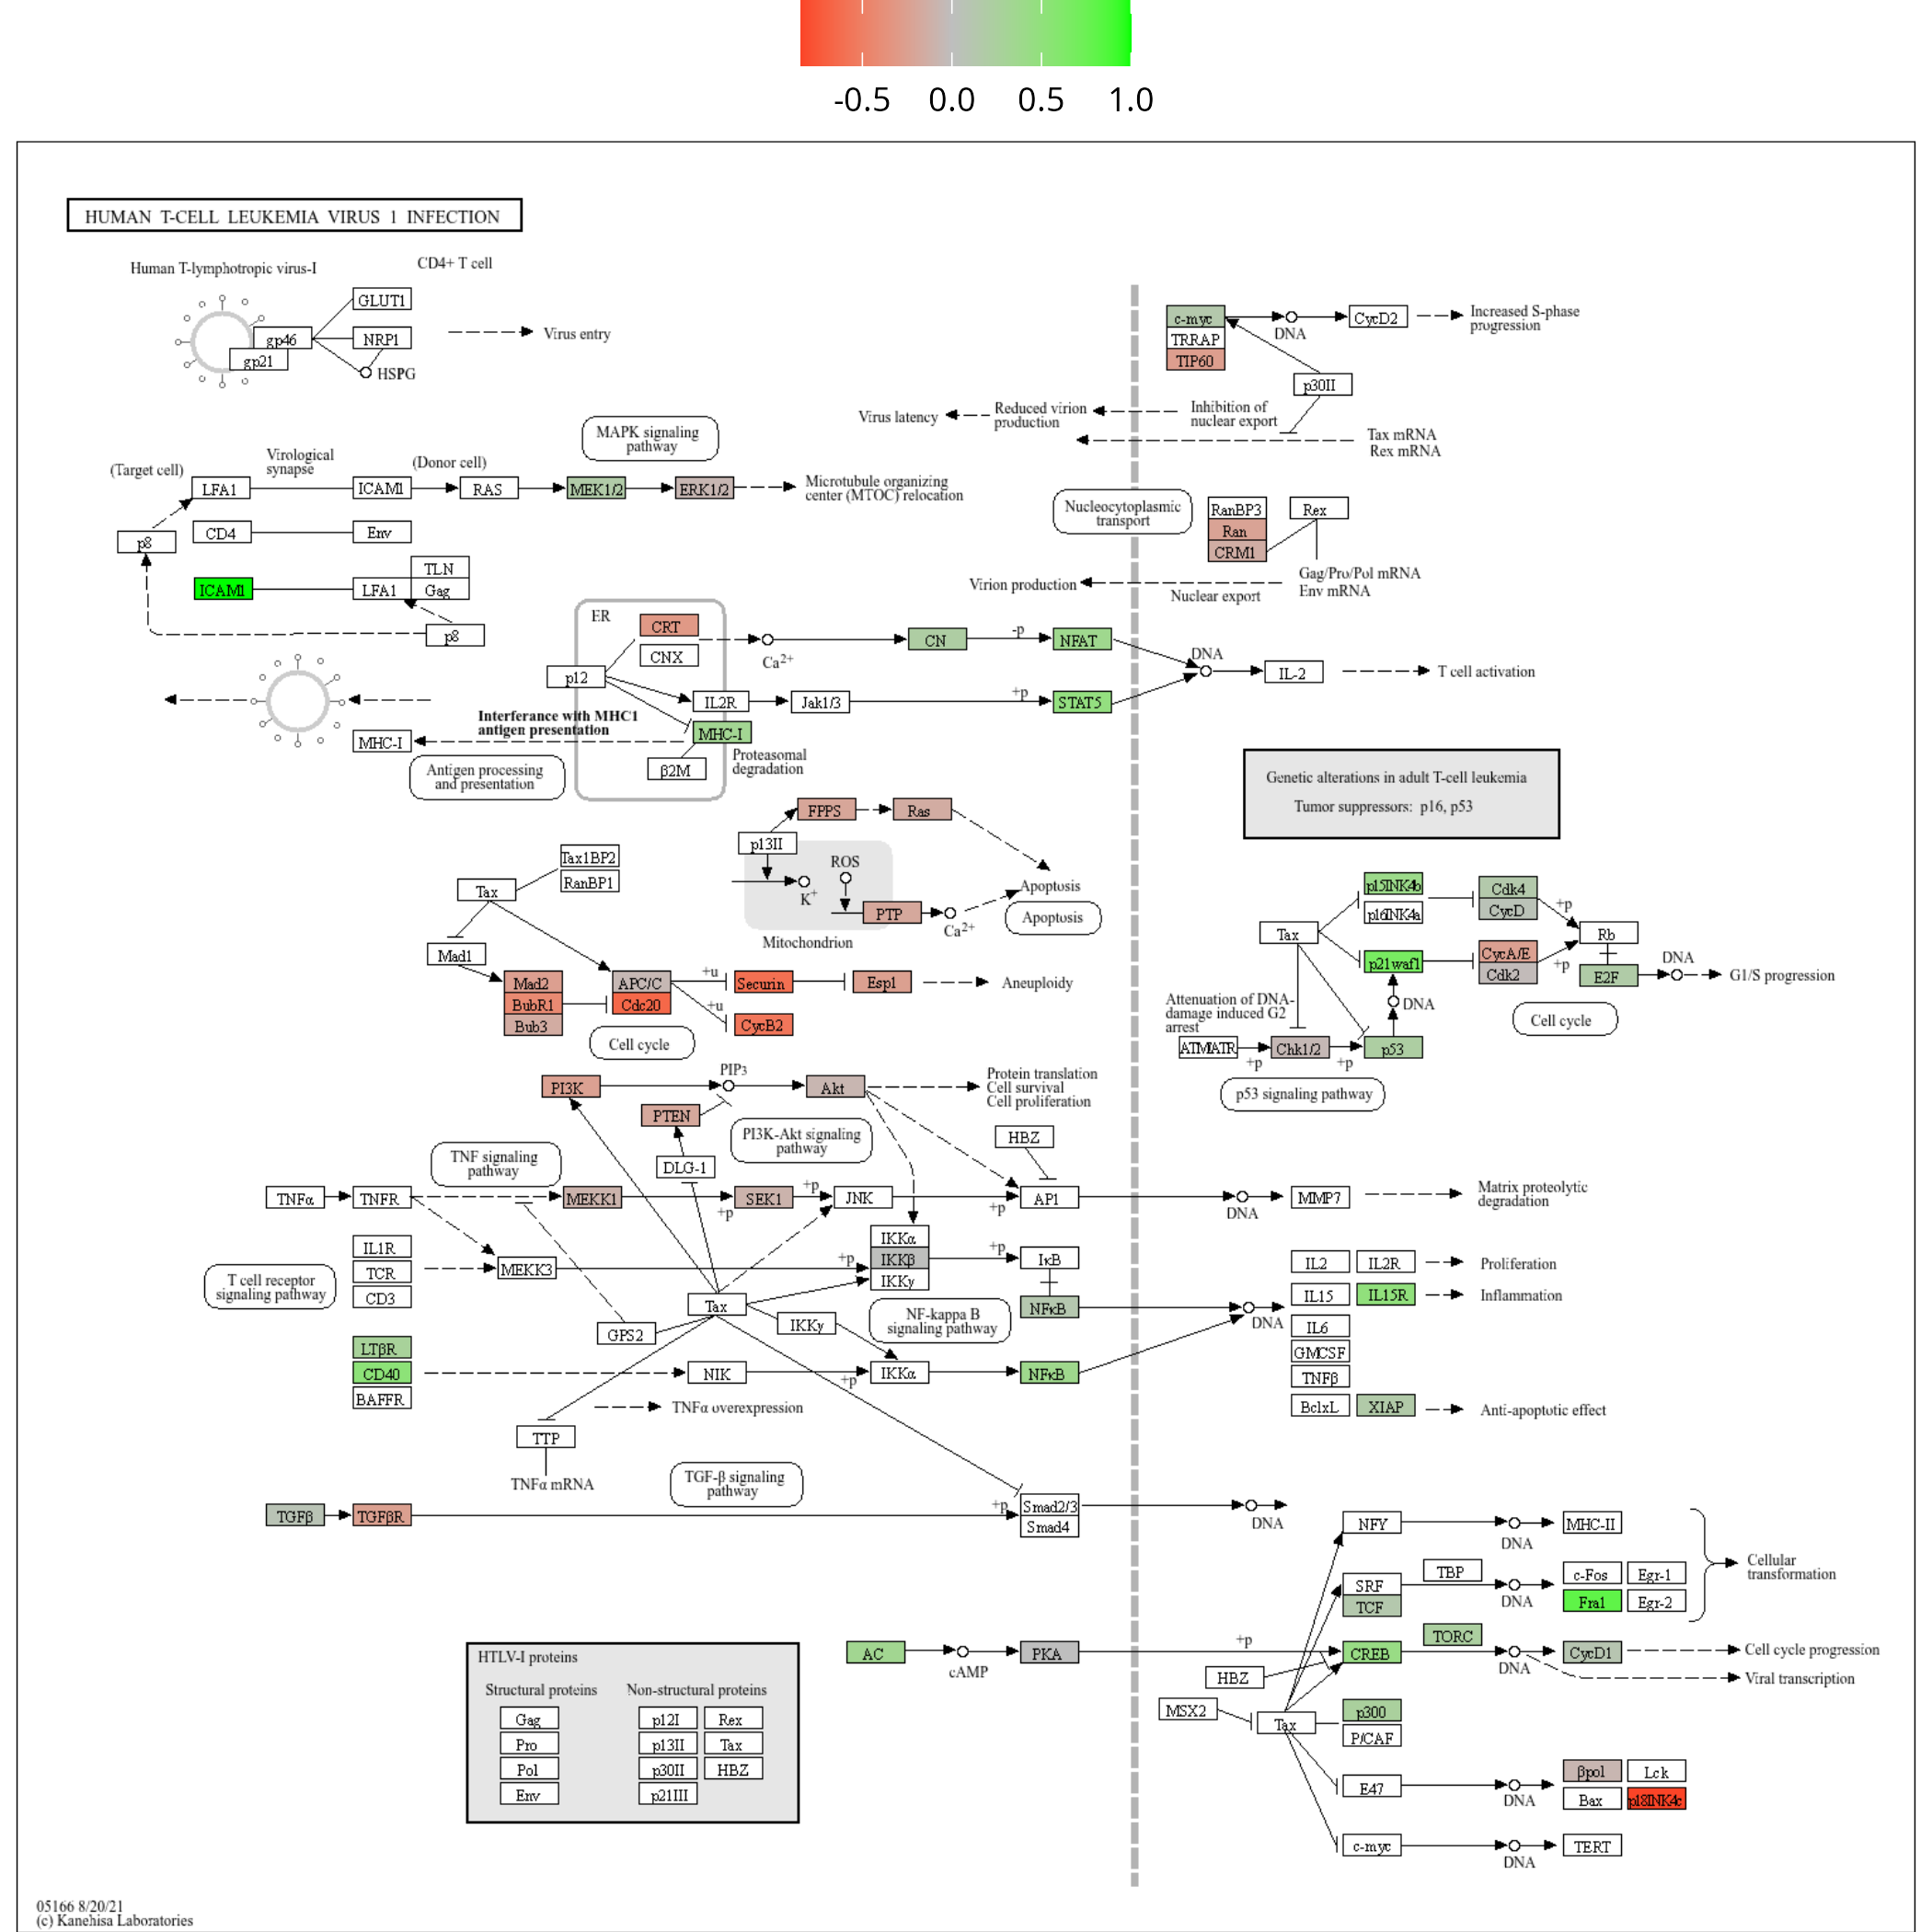 -0.5 0.0 0.5 1.0
HUMAN T-CELL LEUKEMIA VIRUS 1 INFECTION
Human T-lymphotropic virus-I
CD4+ T cell
GLUT1
gp46
NRP1
gp21
HSPG
Virus entry
c-myc
TRRAP
TIP60
DNA
CycD2
Increased S-phase
progression
p30II
Virus latency
Reduced virion
production
Inhibition of
nuclear export
Tax mRNA
Rex mRNA
MAPK signaling
pathway
(Target cell)
Virological
synapse
(Donor cell)
LFA1
ICAM1
RAS
MEK1/2
ERK1/2
Microtubule organizing
center (MTOC) relocation
Nucleocytoplasmic
transport
RanBP3
Ran
CRM1
Rex
p8
CD4
Env
TLN
ICAM1
LFA1
Gag
p8
Virion production
Nuclear export
Gag/Pro/Pol mRNA
Env mRNA
ER
CRT
CNX
p12
Ca2+
CN
-p
NFAT
DNA
IL-2
T cell activation
IL2R
Jak1/3
+p
STAT5
Interferance with MHC1
antigen presentation
MHC-I
MHC-I
β2M
Proteasomal
degradation
Antigen processing
and presentation
Genetic alterations in adult T-cell leukemia
Tumor suppressors: p16, p53
FPPS
Ras
p13II
ROS
K+
PTP
Ca2+
Apoptosis
Apoptosis
Mitochondrion
Tax
Tax1BP2
RanBP1
Mad1
Mad2
BubR1
Bub3
APC/C
Cdc20
+u
+u
Securin
CycB2
Esp1
Aneuploidy
Cell cycle
p15INK4b
p16INK4a
Cdk4
CycD
+p
Tax
Rb
p21waf1
CycA/E
Cdk2
+p
E2F
DNA
G1/S progression
Attenuation of DNA-
damage induced G2
arrest
DNA
ATM/ATR
+p
Chk1/2
+p
p53
Cell cycle
p53 signaling pathway
PI3K
PIP3
Akt
Protein translation
Cell survival
Cell proliferation
PTEN
PI3K-Akt signaling
pathway
HBZ
TNF signaling
pathway
DLG-1
TNFα
TNFR
MEKK1
+p
SEK1
+p
JNK
+p
AP1
DNA
MMP7
Matrix proteolytic
degradation
IL1R
TCR
CD3
T cell receptor
signaling pathway
MEKK3
+p
IKKα
IKKβ
IKKγ
+p
IκB
NFκB
IL2
IL2R
Proliferation
IL15
IL15R
Inflammation
DNA
Tax
GPS2
IKKγ
NF-kappa B
signaling pathway
IL6
GMCSF
TNFβ
BclxL
XIAP
Anti-apoptotic effect
LTβR
CD40
BAFFR
NIK
+p
IKKα
NFκB
TNFα overexpression
TTP
TNFα mRNA
TGF-β signaling
pathway
TGFβ
TGFβR
+p
Smad2/3
Smad4
DNA
NFY
DNA
MHC-II
SRF
TCF
TBP
DNA
c-Fos
Egr-1
Fra1
Egr-2
Cellular
transformation
AC
cAMP
PKA
+p
CREB
TORC
DNA
CycD1
Cell cycle progression
Viral transcription
HBZ
MSX2
Tax
p300
P/CAF
E47
DNA
βpol
Lck
Bax
p18INK4c
c-myc
DNA
TERT
HTLV-I proteins
Structural proteins
Non-structural proteins
Gag
p12I
Rex
Pro
p13II
Tax
Pol
p30II
HBZ
Env
p21III
05166 8/20/21
(c) Kanehisa Laboratories